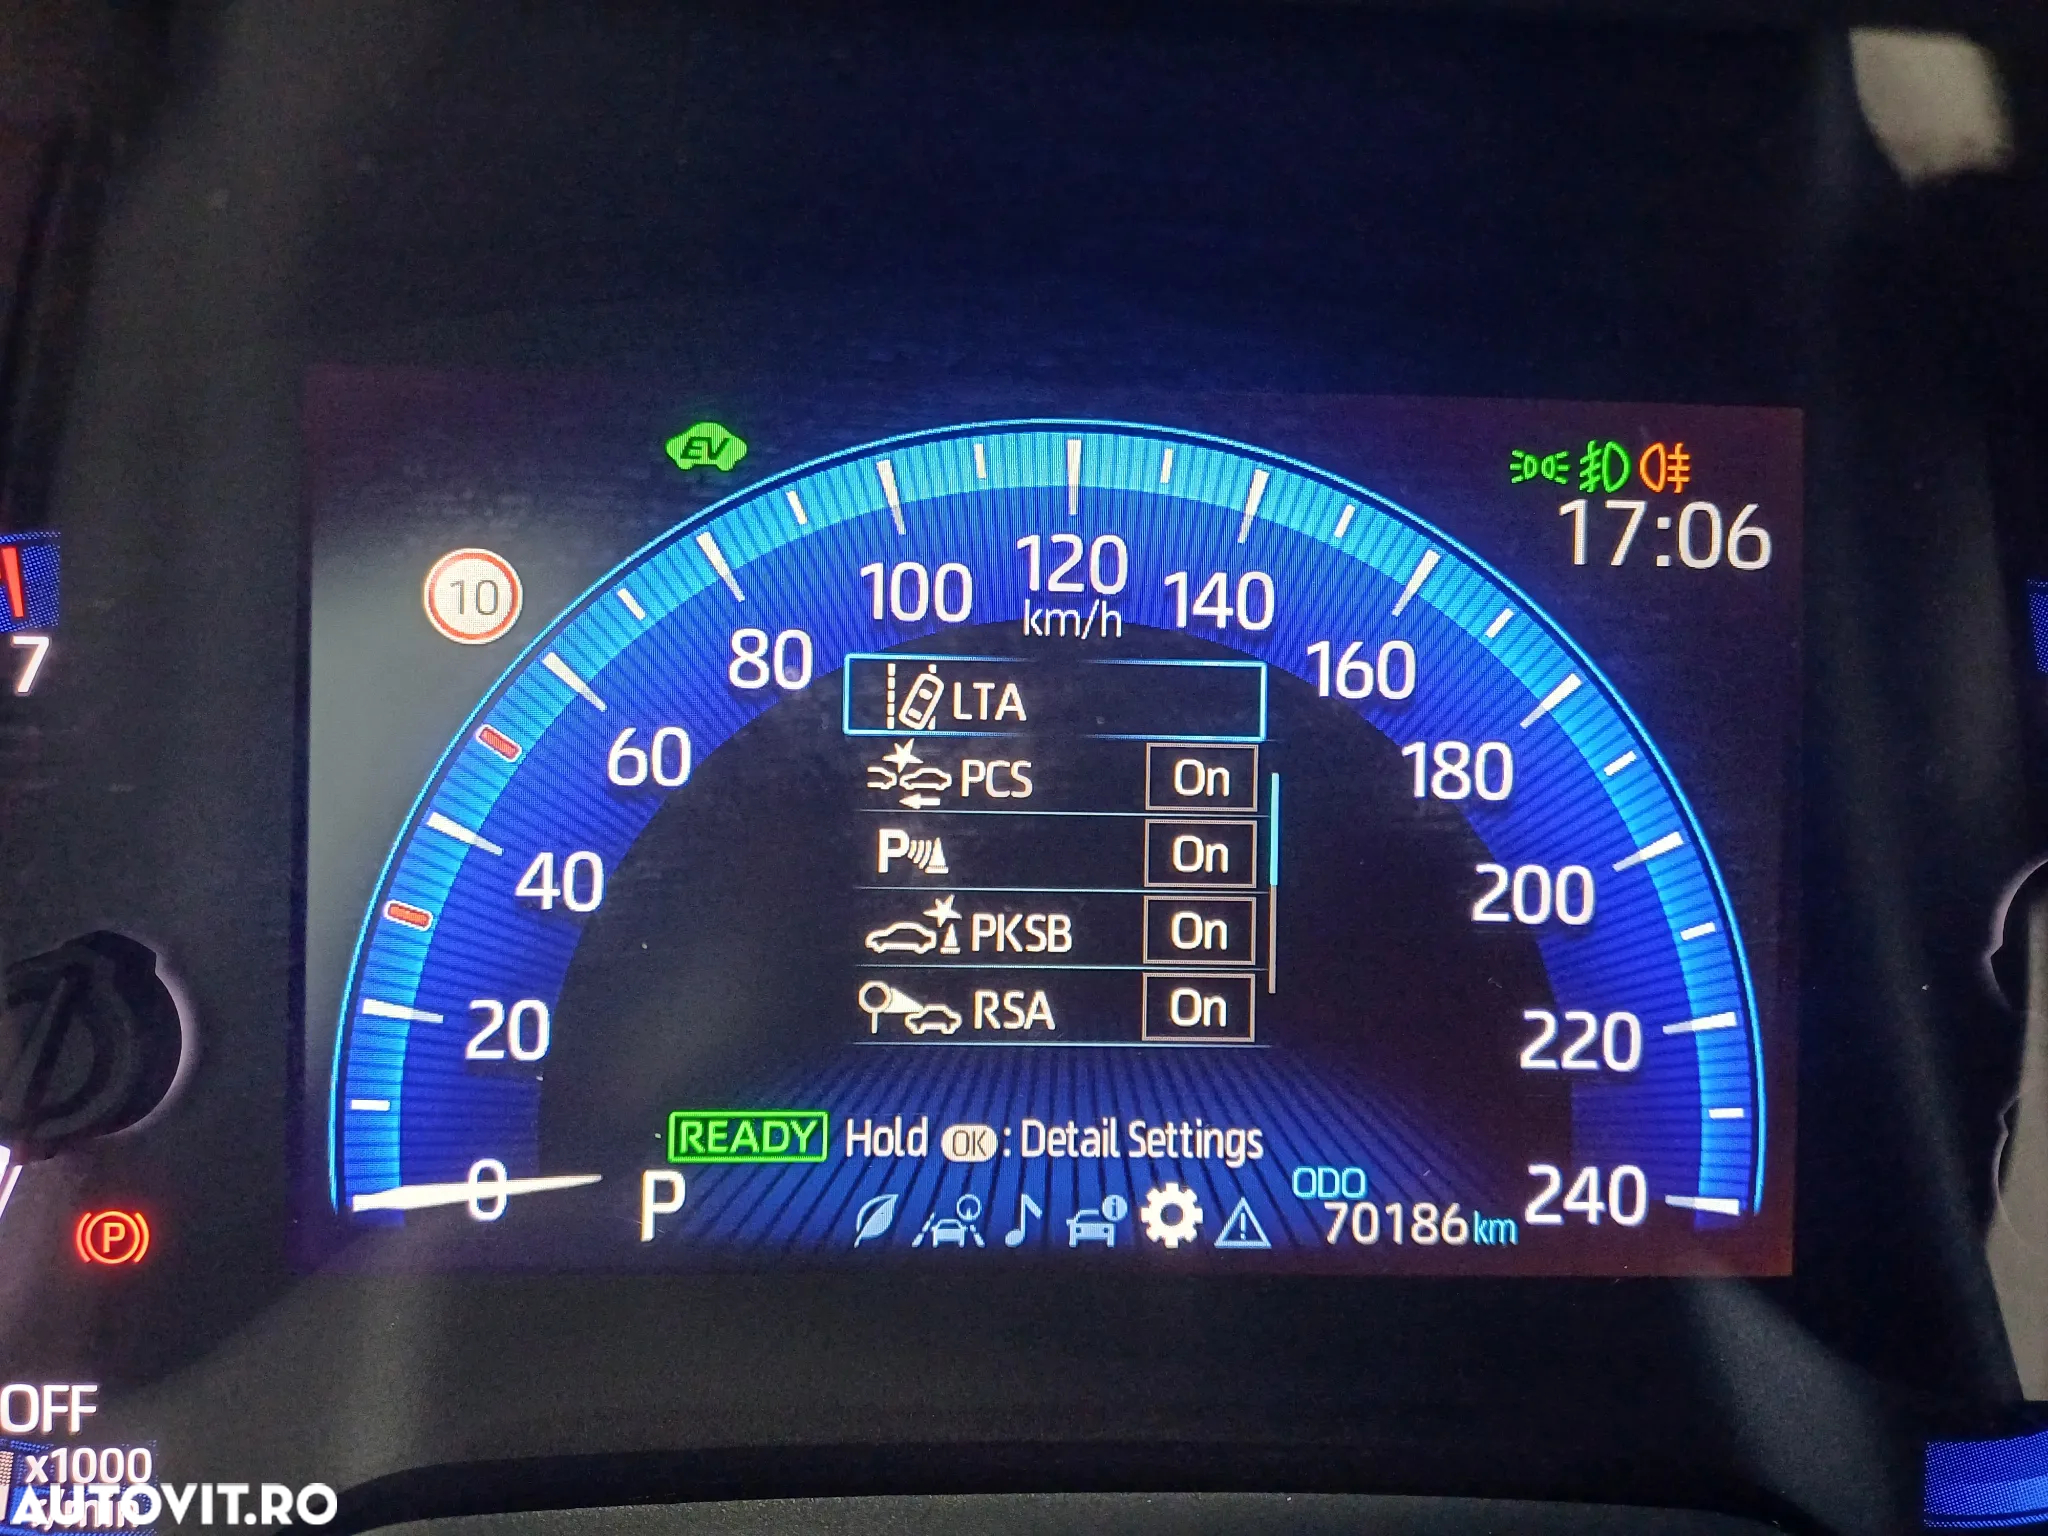 EV
17:06
10
120
km/h
100
140
80
160
60
180
40
200
20
220
0
240
7
LTA
PCS On
P On
PKSB On
RSA On
READY Hold OK : Detail Settings
P
ODO
70186 km
P
OFF
x1000
r/min
AUTOVIT.RO